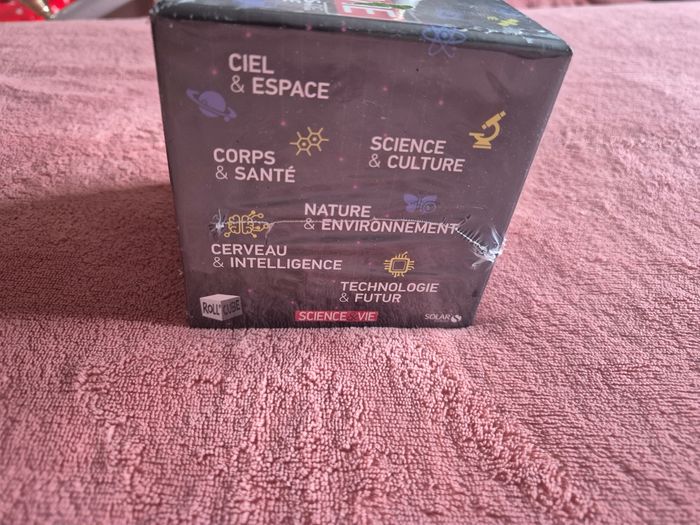 CIEL
& ESPACE
SCIENCE
& CULTURE
CORPS
& SANTÉ
NATURE
& ENVIRONNEMENT
CERVEAU
& INTELLIGENCE
TECHNOLOGIE
& FUTUR
ROLL'CUBE
SCIENCE&VIE
SOLAR